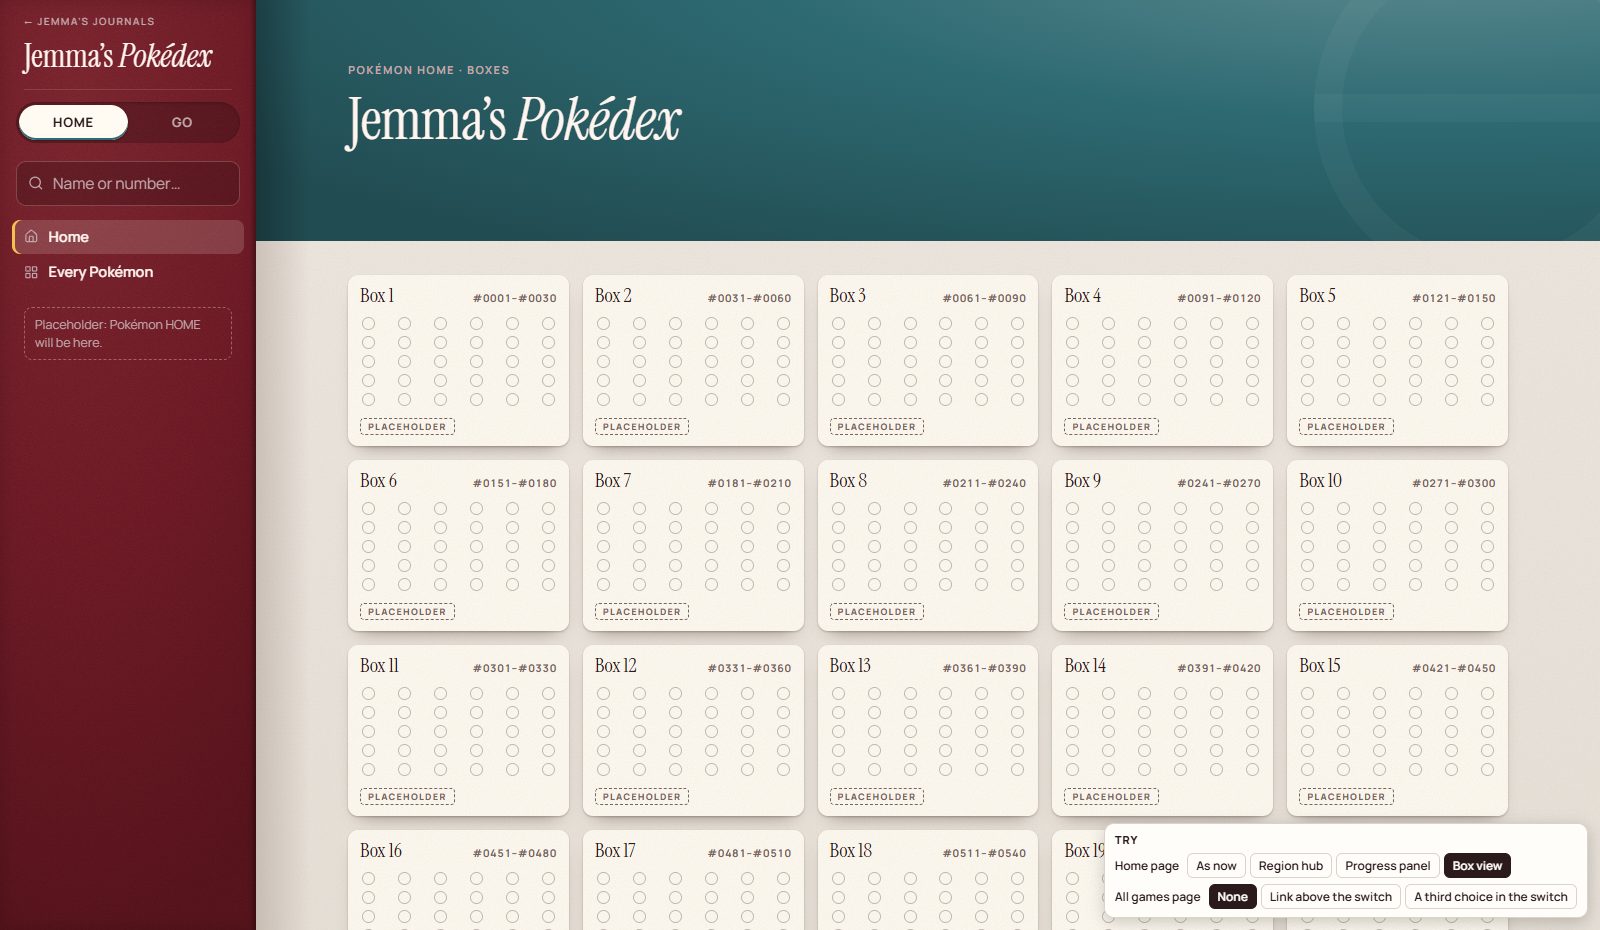 ← JEMMA'S JOURNALS
Jemma's Pokédex
HOME GO
Name or number...
Home
Every Pokémon
Placeholder: Pokémon HOME
will be here.
POKÉMON HOME · BOXES
Jemma's Pokédex
Box 1 #0001–#0030
PLACEHOLDER
Box 2 #0031–#0060
PLACEHOLDER
Box 3 #0061–#0090
PLACEHOLDER
Box 4 #0091–#0120
PLACEHOLDER
Box 5 #0121–#0150
PLACEHOLDER
Box 6 #0151–#0180
PLACEHOLDER
Box 7 #0181–#0210
PLACEHOLDER
Box 8 #0211–#0240
PLACEHOLDER
Box 9 #0241–#0270
PLACEHOLDER
Box 10 #0271–#0300
PLACEHOLDER
Box 11 #0301–#0330
PLACEHOLDER
Box 12 #0331–#0360
PLACEHOLDER
Box 13 #0361–#0390
PLACEHOLDER
Box 14 #0391–#0420
PLACEHOLDER
Box 15 #0421–#0450
PLACEHOLDER
Box 16 #0451–#0480
Box 17 #0481–#0510
Box 18 #0511–#0540
Box 19
TRY
Home page As now Region hub Progress panel Box view
All games page None Link above the switch A third choice in the switch